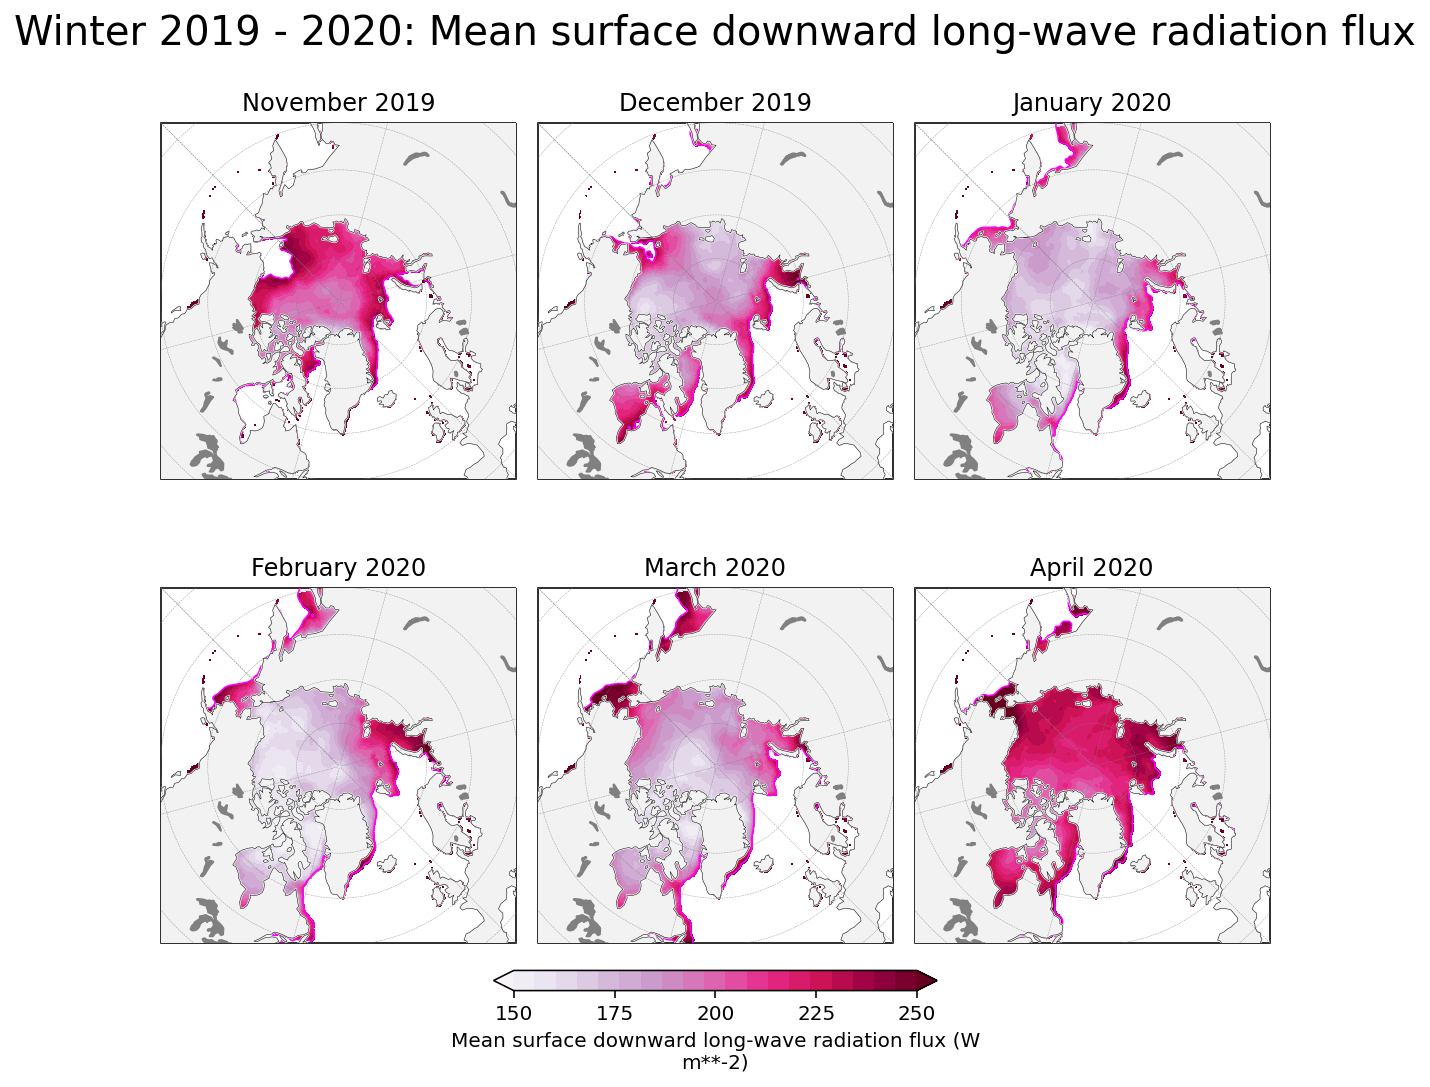 Winter 2019 - 2020: Mean surface downward long-wave radiation flux
November 2019
December 2019
January 2020
February 2020
March 2020
April 2020
150 175 200 225 250
Mean surface downward long-wave radiation flux (W
m**-2)